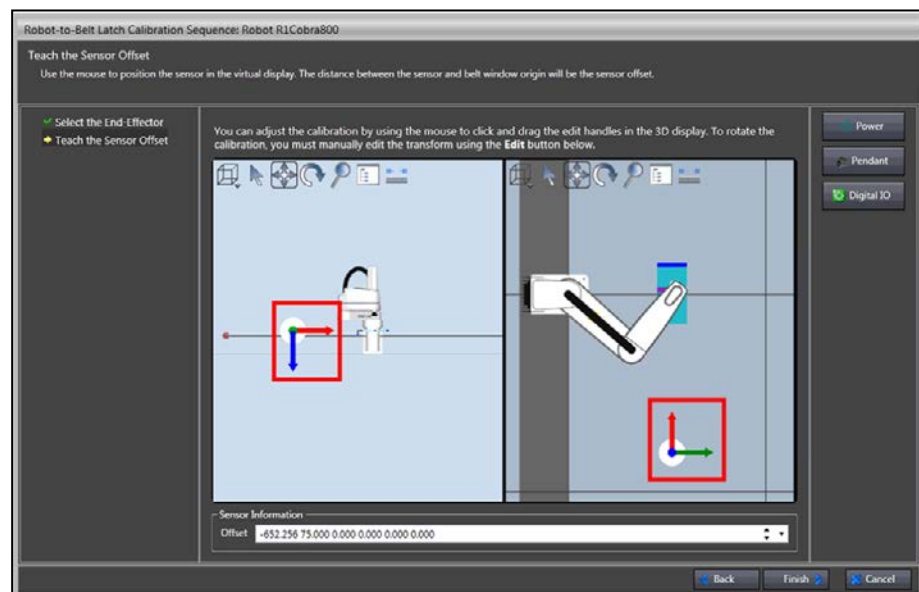 Robot-to-Belt Latch Calibration Sequence: Robot R1Cobra800
Teach the Sensor Offset
Use the mouse to position the sensor in the virtual display. The distance between the sensor and belt window origin will be the sensor offset.
Select the End-Effector
Teach the Sensor Offset
You can adjust the calibration by using the mouse to click and drag the edit handles in the 3D display. To rotate the
calibration, you must manually edit the transform using the Edit button below.
Power
Pendant
Digital IO
Sensor Information
Offset -652.256 75.000 0.000 0.000 0.000 0.000
Back Finish Cancel